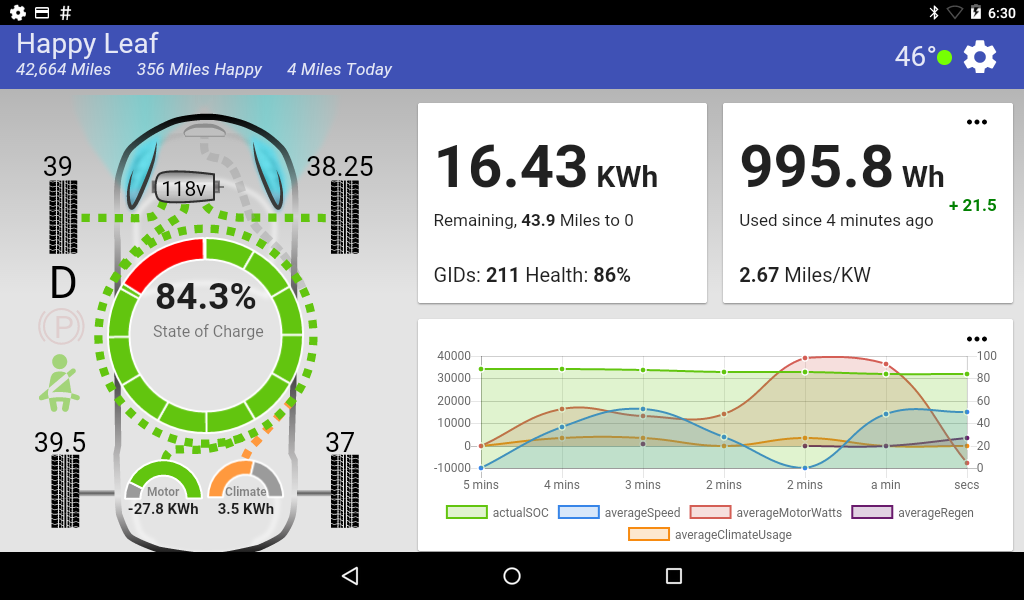 6:30
Happy Leaf
42,664 Miles 356 Miles Happy 4 Miles Today
46°
39
38.25
118v
D
P
84.3%
State of Charge
39.5
37
Motor
-27.8 KWh
Climate
3.5 KWh
16.43 KWh
Remaining, 43.9 Miles to 0
GIDs: 211 Health: 86%
995.8 Wh
+ 21.5
Used since 4 minutes ago
2.67 Miles/KW
40000
30000
20000
10000
0
-10000
100
80
60
40
20
0
5 mins 4 mins 3 mins 2 mins 2 mins a min secs
actualSOC averageSpeed averageMotorWatts averageRegen
averageClimateUsage